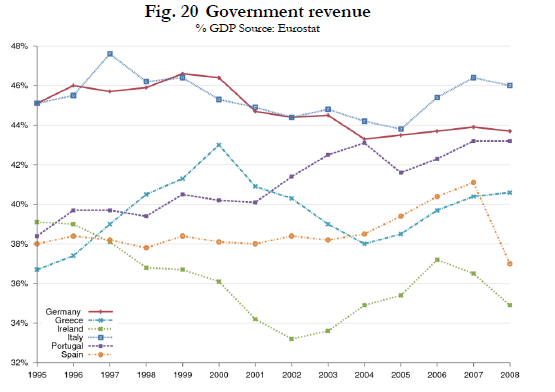 Fig. 20 Government revenue
% GDP Source: Eurostat
48%
46%
44%
42%
40%
38%
36%
34%
32%
Germany
Greece
Ireland
Italy
Portugal
Spain
1995 1996 1997 1998 1999 2000 2001 2002 2003 2004 2005 2006 2007 2008